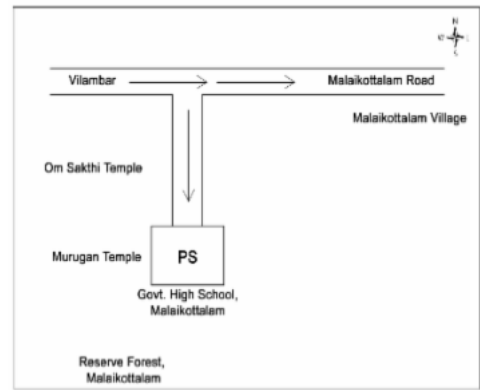 N
Vilambar
Malaikottalam Road
Malaikottalam Village
Om Sakthi Temple
Murugan Temple
PS
Govt. High School,
Malaikottalam
Reserve Forest,
Malaikottalam